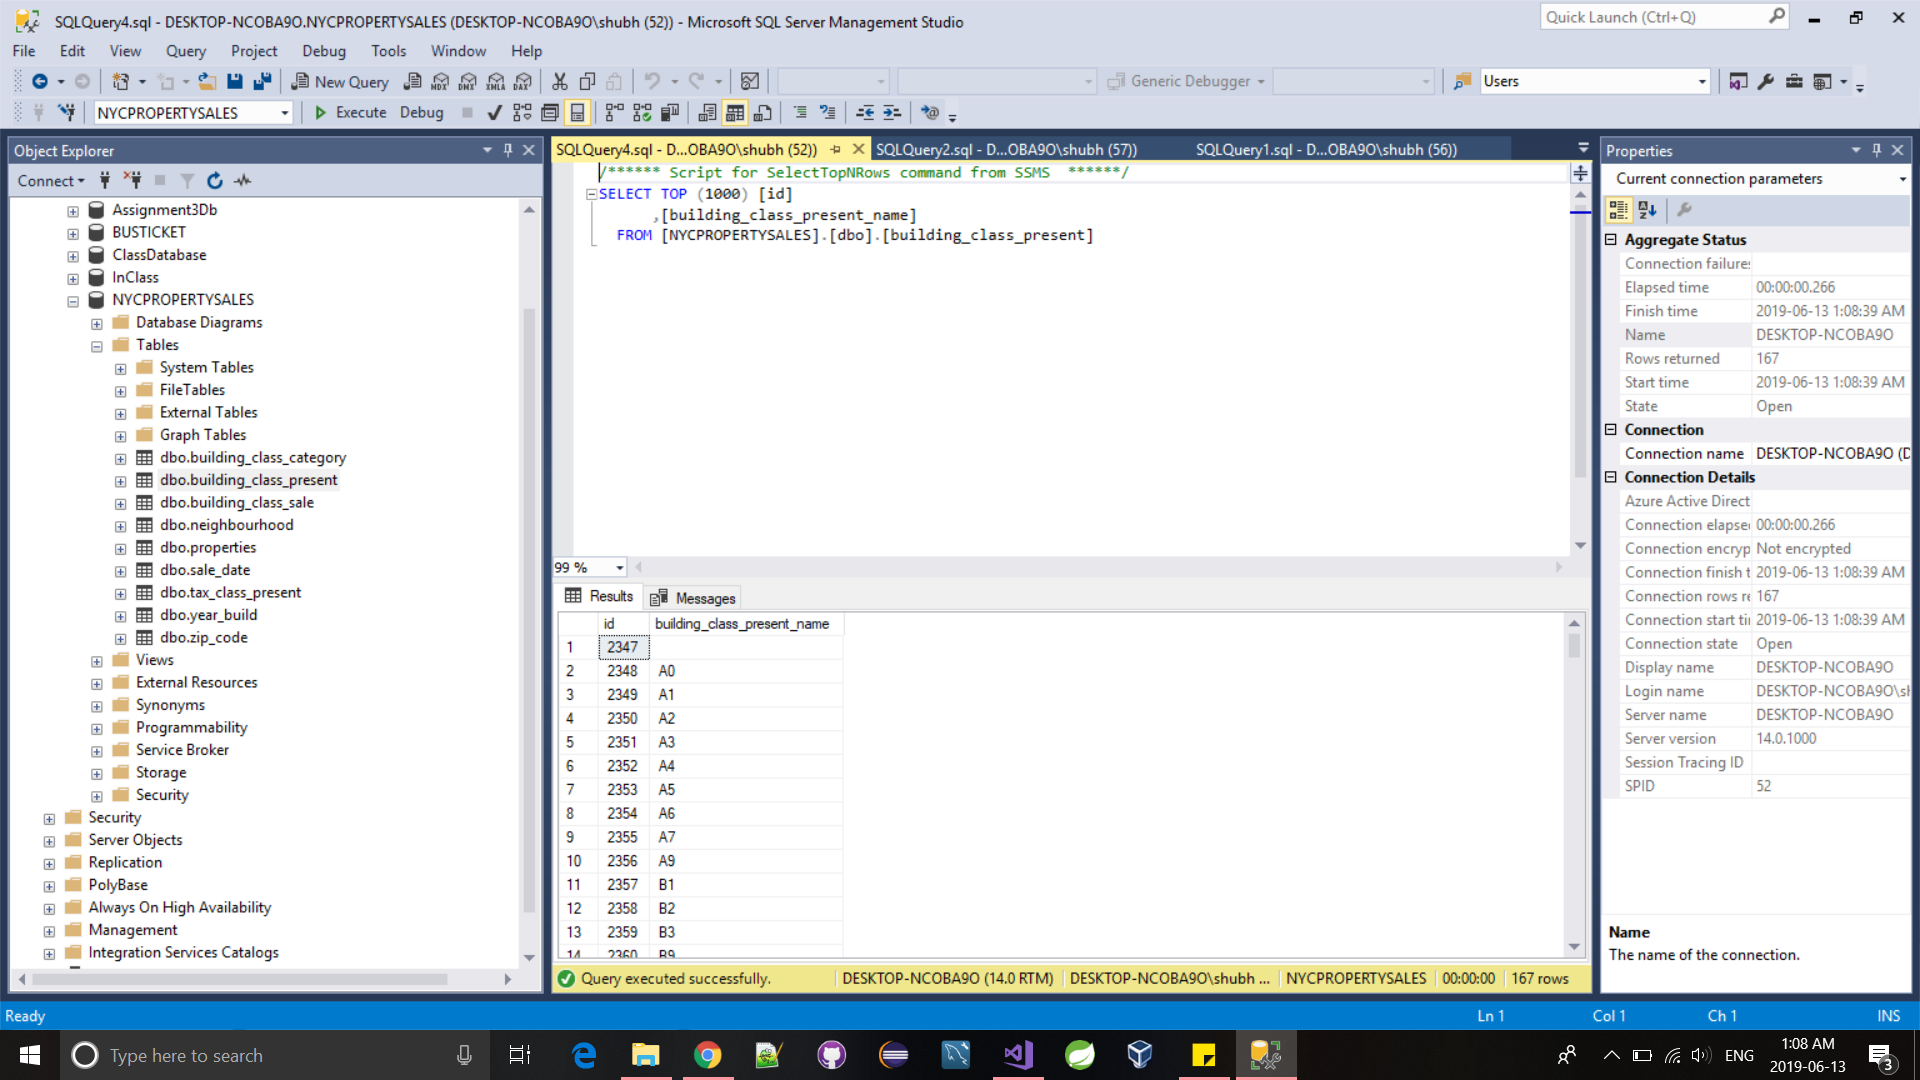 SQLQuery4.sql - DESKTOP-NCOBA9O.NYCPROPERTYSALES (DESKTOP-NCOBA9O\shubh (52)) - Microsoft SQL Server Management Studio
Quick Launch (Ctrl+Q)
File Edit View Query Project Debug Tools Window Help
New Query MDX DMX XMLA DAX Generic Debugger Users
NYCPROPERTYSALES Execute Debug
Object Explorer
Connect
Assignment3Db
BUSTICKET
ClassDatabase
InClass
NYCPROPERTYSALES
Database Diagrams
Tables
System Tables
FileTables
External Tables
Graph Tables
dbo.building_class_category
dbo.building_class_present
dbo.building_class_sale
dbo.neighbourhood
dbo.properties
dbo.sale_date
dbo.tax_class_present
dbo.year_build
dbo.zip_code
Views
External Resources
Synonyms
Programmability
Service Broker
Storage
Security
Security
Server Objects
Replication
PolyBase
Always On High Availability
Management
Integration Services Catalogs
SQLQuery4.sql - D...OBA9O\shubh (52)) SQLQuery2.sql - D...OBA9O\shubh (57)) SQLQuery1.sql - D...OBA9O\shubh (56))
/****** Script for SelectTopNRows command from SSMS ******/
SELECT TOP (1000) [id]
,[building_class_present_name]
FROM [NYCPROPERTYSALES].[dbo].[building_class_present]
99 %
Results Messages
id building_class_present_name
1 2347
2 2348 A0
3 2349 A1
4 2350 A2
5 2351 A3
6 2352 A4
7 2353 A5
8 2354 A6
9 2355 A7
10 2356 A9
11 2357 B1
12 2358 B2
13 2359 B3
14 2360 B9
Query executed successfully. DESKTOP-NCOBA9O (14.0 RTM) DESKTOP-NCOBA9O\shubh ... NYCPROPERTYSALES 00:00:00 167 rows
Properties
Current connection parameters
Aggregate Status
Connection failures
Elapsed time 00:00:00.266
Finish time 2019-06-13 1:08:39 AM
Name DESKTOP-NCOBA9O
Rows returned 167
Start time 2019-06-13 1:08:39 AM
State Open
Connection
Connection name DESKTOP-NCOBA9O (D
Connection Details
Azure Active Direct
Connection elapse 00:00:00.266
Connection encryp Not encrypted
Connection finish t 2019-06-13 1:08:39 AM
Connection rows re 167
Connection start ti 2019-06-13 1:08:39 AM
Connection state Open
Display name DESKTOP-NCOBA9O
Login name DESKTOP-NCOBA9O\sh
Server name DESKTOP-NCOBA9O
Server version 14.0.1000
Session Tracing ID
SPID 52
Name
The name of the connection.
Ready Ln 1 Col 1 Ch 1 INS
Type here to search
ENG
1:08 AM
2019-06-13
3